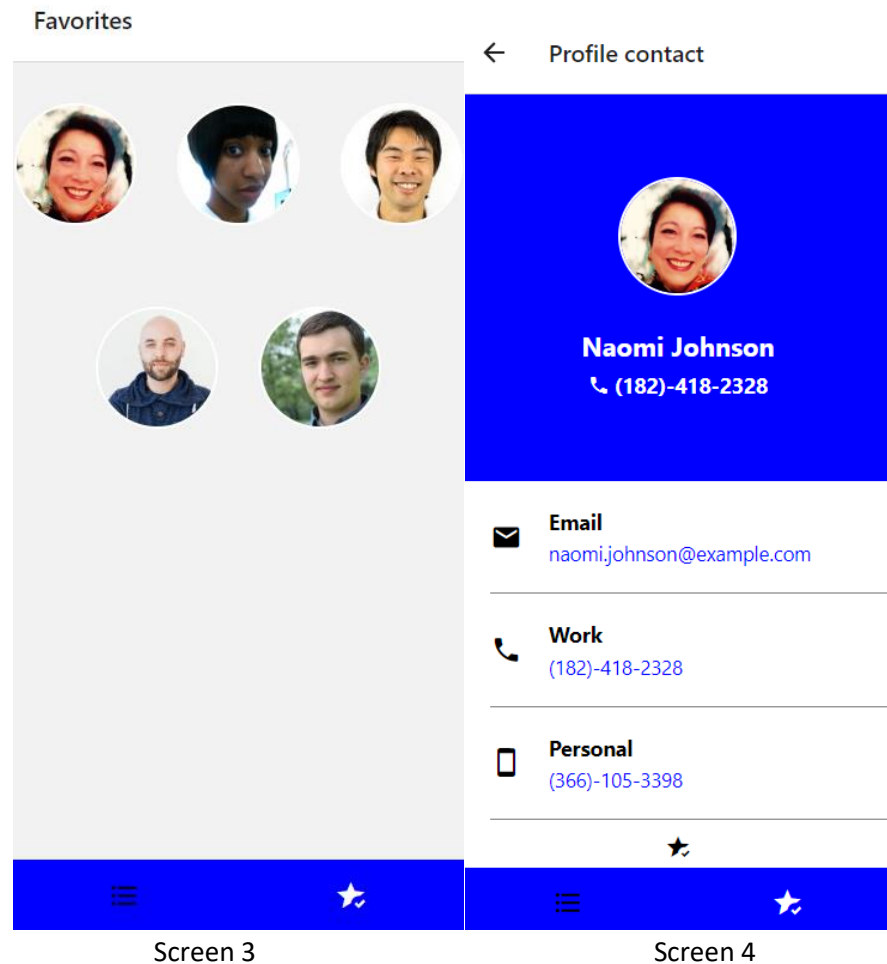 Favorites
Profile contact
Naomi Johnson
(182)-418-2328
Email
naomi.johnson@example.com
Work
(182)-418-2328
Personal
(366)-105-3398
Screen 3
Screen 4